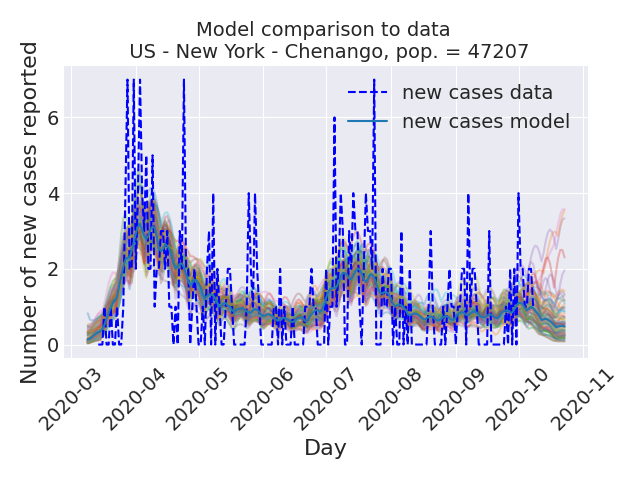 Model comparison to data
US - New York - Chenango, pop. = 47207
Number of new cases reported
6
4
2
0
new cases data
new cases model
2020-03
2020-04
2020-05
2020-06
2020-07
2020-08
2020-09
2020-10
2020-11
Day